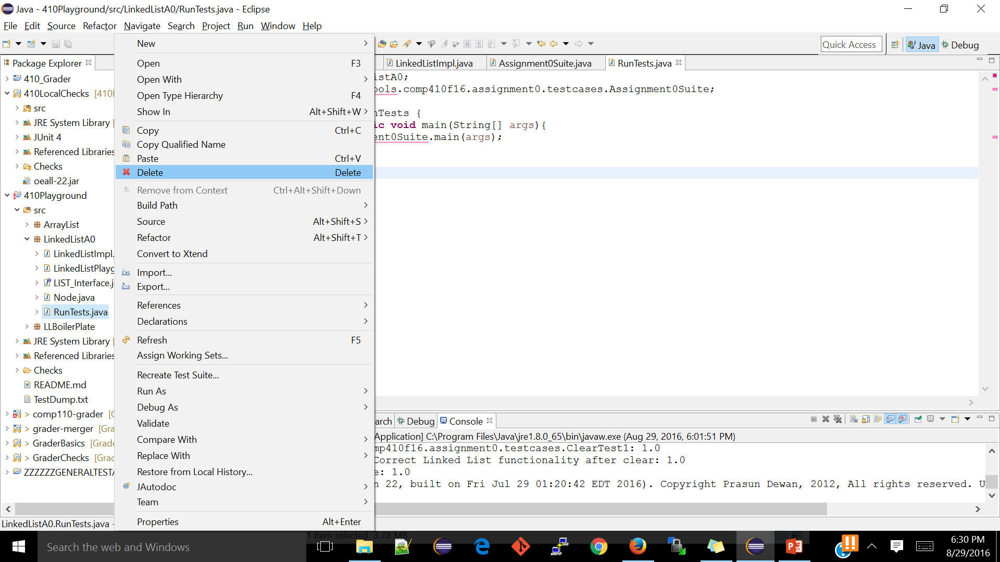 Java - 410Playground/src/LinkedListA0/RunTests.java - Eclipse
File Edit Source Refactor Navigate Search Project Run Window Help
Quick Access
Java
Debug
Package Explorer
410_Grader
410LocalChecks [410
src
JRE System Library
JUnit 4
Referenced Libraries
Checks
oeall-22.jar
410Playground
src
ArrayList
LinkedListA0
LinkedListImpl.
LinkedListPlayg
LIST_Interface.j
Node.java
RunTests.java
LLBoilerPlate
JRE System Library
Referenced Libraries
Checks
README.md
TestDump.txt
> comp110-grader
> grader-merger [Gra
> GraderBasics [Grade
> GraderChecks [Grad
ZZZZZZGENERALTESTA
LinkedListA0.RunTests.java -
New
Open F3
Open With
Open Type Hierarchy F4
Show In Alt+Shift+W
Copy Ctrl+C
Copy Qualified Name
Paste Ctrl+V
Delete Delete
Remove from Context Ctrl+Alt+Shift+Down
Build Path
Source Alt+Shift+S
Refactor Alt+Shift+T
Convert to Xtend
Import...
Export...
References
Declarations
Refresh F5
Assign Working Sets...
Recreate Test Suite...
Run As
Debug As
Validate
Compare With
Replace With
Restore from Local History...
JAutodoc
Team
Properties Alt+Enter
LinkedListImpl.java
Assignment0Suite.java
RunTests.java
istA0;
ools.comp410f16.assignment0.testcases.Assignment0Suite;
nTests {
ic void main(String[] args){
ent0Suite.main(args);
arch
Debug
Console
Application] C:\Program Files\Java\jre1.8.0_65\bin\javaw.exe (Aug 29, 2016, 6:01:51 PM)
mp410f16.assignment0.testcases.ClearTest1: 1.0
Correct Linked List functionality after clear: 1.0
e: 1.0
n 22, built on Fri Jul 29 01:20:42 EDT 2016). Copyright Prasun Dewan, 2012, All rights reserved. U
1 item selected 3.78 MB
Search the web and Windows
6:30 PM
8/29/2016